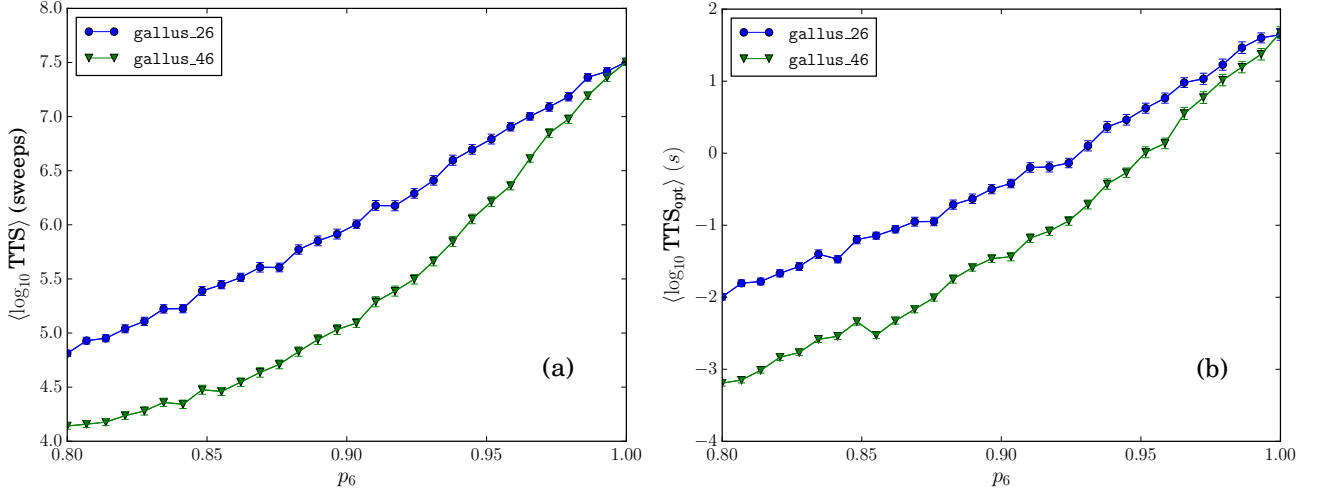 8.0
7.5
7.0
6.5
6.0
5.5
5.0
4.5
4.0
0.80 0.85 0.90 0.95 1.00
p₆
⟨log₁₀ TTS⟩ (sweeps)
gallus_26
gallus_46
(a)
2
1
0
−1
−2
−3
−4
0.80 0.85 0.90 0.95 1.00
p₆
⟨log₁₀ TTS_opt⟩ (s)
gallus_26
gallus_46
(b)